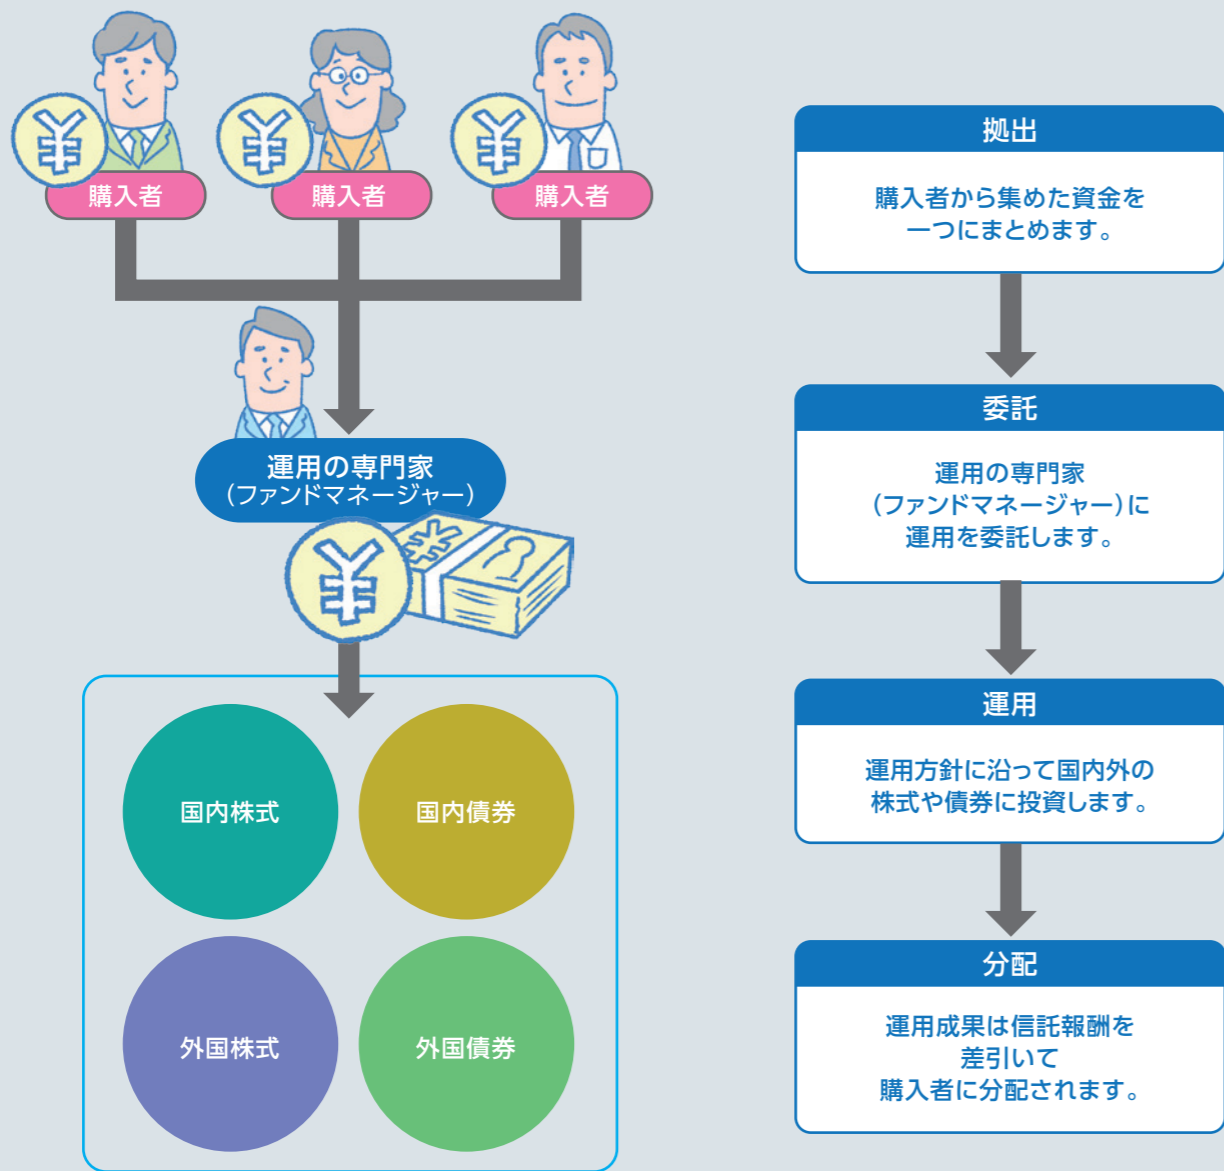 ¥
¥
¥
購入者
購入者
購入者
運用の専門家
(ファンドマネージャー)
¥
¥
国内株式
国内債券
外国株式
外国債券
拠出
購入者から集めた資金を
一つにまとめます。
委託
運用の専門家
(ファンドマネージャー)に
運用を委託します。
運用
運用方針に沿って国内外の
株式や債券に投資します。
分配
運用成果は信託報酬を
差引いて
購入者に分配されます。